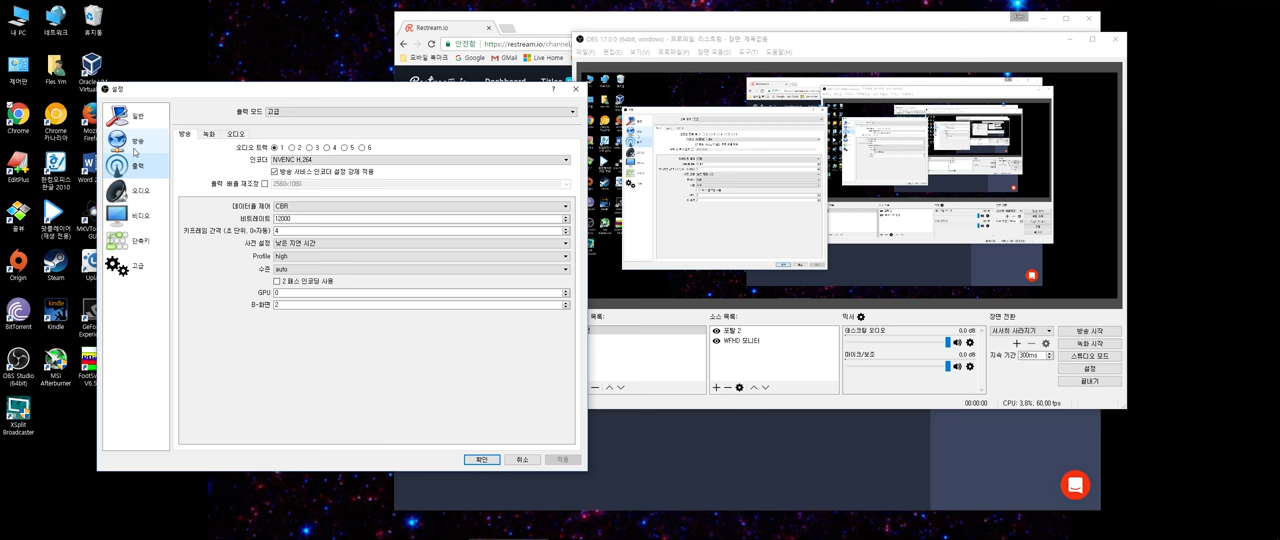 내 PC
네트워크
휴지통
제어판
Files Ym
Oracle VM
Virtual
Chrome
Chrome
카나리아
EditPlus
한컴오피스
한글 2010
Word 2
꿀뷰
팟플레이어
(재생 전용)
MKVTo
Origin
Steam
Upla
BitTorrent
Kindle
GeFo
Experie
OBS Studio
(64bit)
MSI
Afterburner
FootS
V6.5
XSplit
Broadcaster
Restream.io
안전함
https://restream.io/channel
모바일 북마크
Google
GMail
Live Home
Dashboard
Titles
OBS 17.0.0 (64bit, windows) - 프로파일: 리스트림 - 장면: 제목없음
파일(F)
편집(E)
보기(V)
프로파일(P)
장면 모음(S)
도구(T)
도움말(H)
설정
일반
방송
출력
오디오
비디오
단축키
고급
출력 모드
고급
방송
녹화
오디오
오디오 트랙
1
2
3
4
5
6
인코더
NVENC H.264
방송 서비스 인코더 설정 강제 적용
출력 배율 재조정
2560x1080
데이터율 제어
CBR
비트레이트
12000
키프레임 간격 (초 단위, 0=자동)
4
사전 설정
낮은 지연 시간
Profile
high
수준
auto
2 패스 인코딩 사용
GPU
0
B-화면
2
확인
취소
적용
목록:
소스 목록:
포탈 2
WFHD 모니터
믹서
데스크탑 오디오
0.0 dB
마이크/보조
0.0 dB
장면 전환
서서히 사라지기
지속 기간
300ms
방송 시작
녹화 시작
스튜디오 모드
설정
끝내기
00:00:00
CPU: 3.8%, 60.00 fps